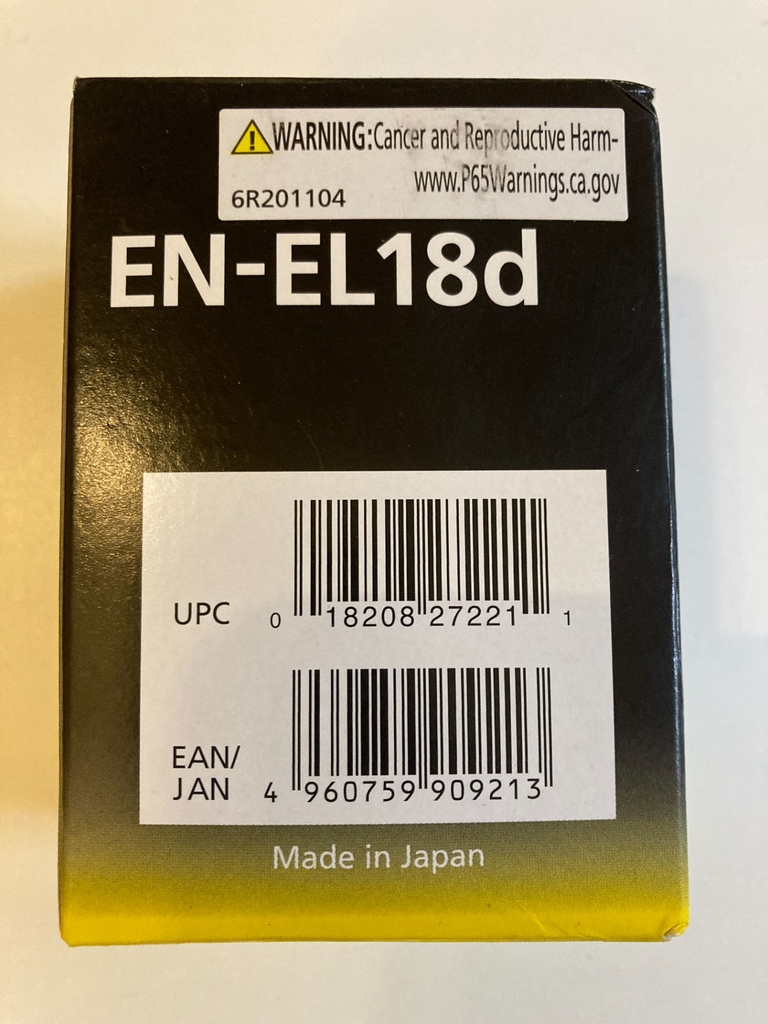 WARNING:Cancer and Reproductive Harm-
www.P65Warnings.ca.gov
6R201104
EN-EL18d
UPC 0 18208 27221 1
EAN/
JAN 4 960759 909213
Made in Japan